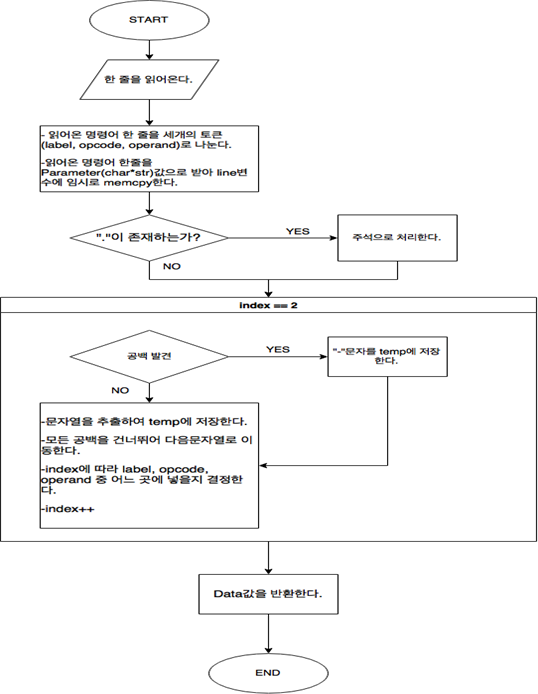 START
한 줄을 읽어온다.
- 읽어온 명령어 한 줄을 세개의 토큰
(label, opcode, operand)로 나눈다.
-읽어온 명령어 한줄을
Parameter(char*str)값으로 받아 line변
수에 임시로 memcpy한다.
"."이 존재하는가?
YES
주석으로 처리한다.
NO
index == 2
공백 발견
YES
"-"문자를 temp에 저장
한다.
NO
-문자열을 추출하여 temp에 저장한다.
-모든 공백을 건너뛰어 다음문자열로 이
동한다.
-index에 따라 label, opcode,
operand 중 어느 곳에 넣을지 결정한
다.
-index++
Data값을 반환한다.
END